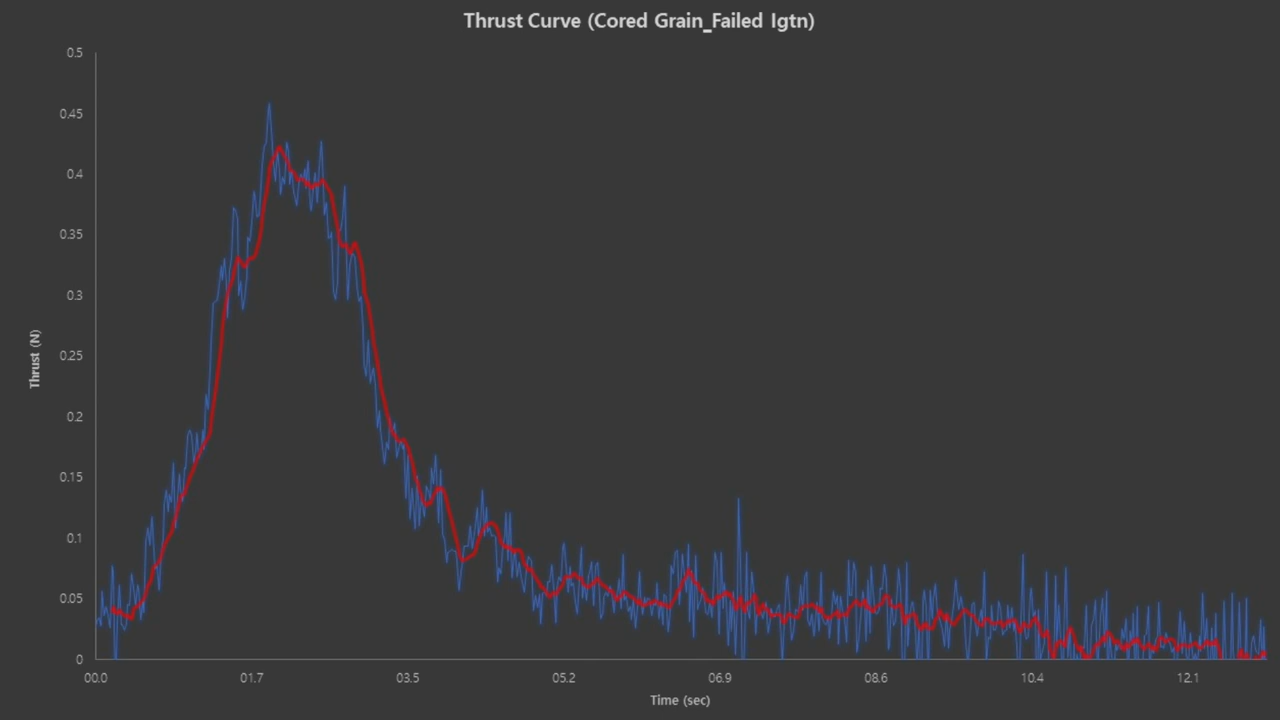 Thrust Curve (Cored Grain_Failed Igtn)
0.5
0.45
0.4
0.35
0.3
0.25
0.2
0.15
0.1
0.05
0
Thrust (N)
00.0 01.7 03.5 05.2 06.9 08.6 10.4 12.1
Time (sec)